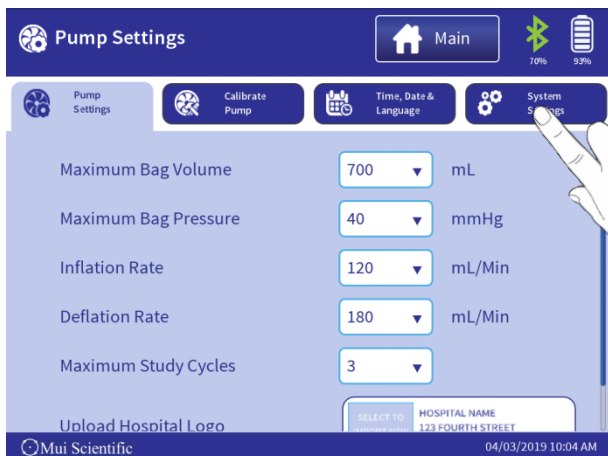 Pump Settings
Main
70%
93%
Pump
Settings
Calibrate
Pump
Time, Date &
Language
System
Maximum Bag Volume
700
mL
Maximum Bag Pressure
40
mmHg
Inflation Rate
120
mL/Min
Deflation Rate
180
mL/Min
Maximum Study Cycles
3
Upload Hospital Logo
SELECT TO
HOSPITAL NAME
123 FOURTH STREET
Mui Scientific
04/03/2019 10:04 AM